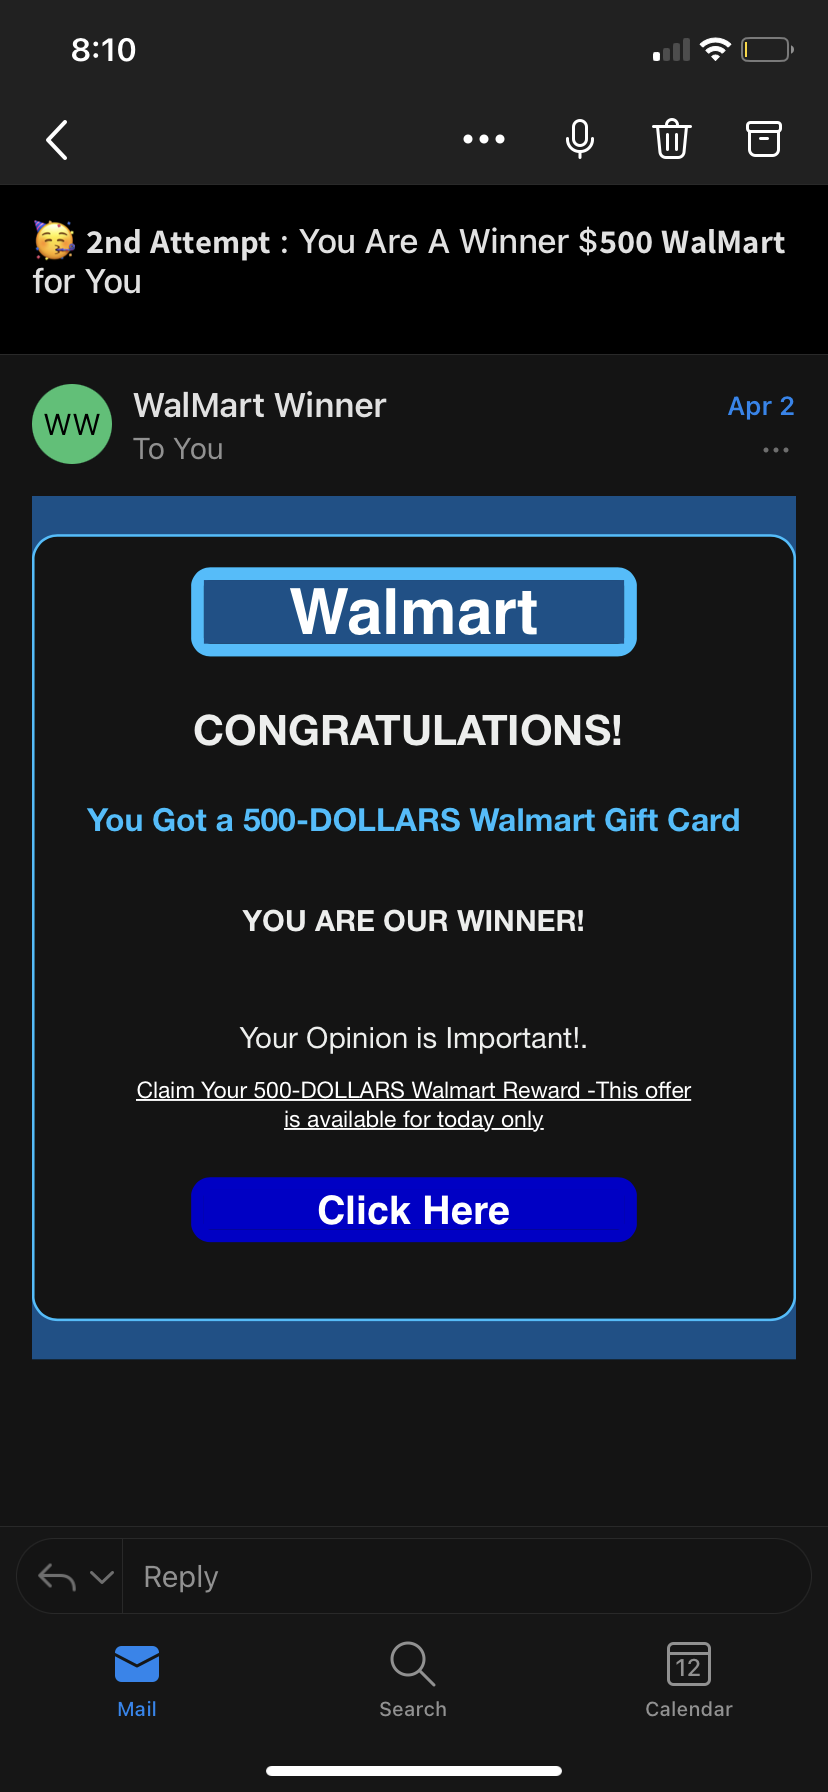 8:10
🥳 2nd Attempt : You Are A Winner $500 WalMart
for You
WW
WalMart Winner
Apr 2
To You
Walmart
CONGRATULATIONS!
You Got a 500-DOLLARS Walmart Gift Card
YOU ARE OUR WINNER!
Your Opinion is Important!.
Claim Your 500-DOLLARS Walmart Reward -This offer
is available for today only
Click Here
Reply
12
Mail
Search
Calendar